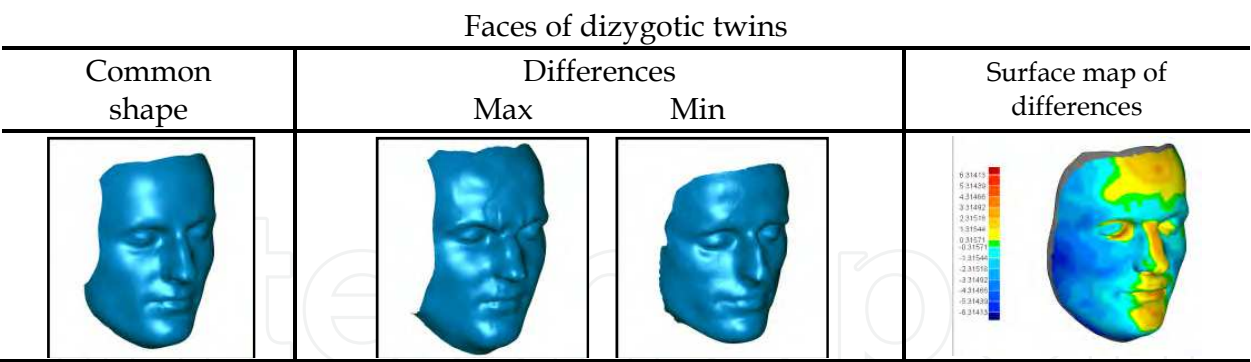 Faces of dizygotic twins
Common
shape
Differences
Max Min
Surface map of
differences
6.31413
5.31439
4.31466
3.31492
2.31518
1.31544
0.31571
-0.31571
-1.31544
-2.31518
-3.31492
-4.31466
-5.31439
-6.31413